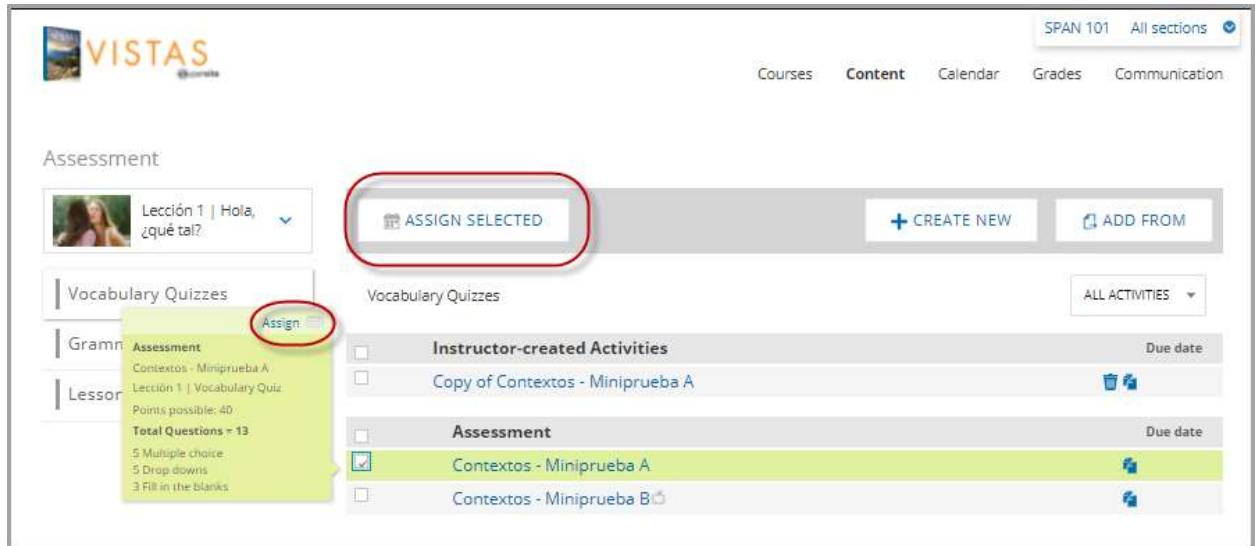 SPAN 101 All sections
VISTAS
Courses Content Calendar Grades Communication
Assessment
Lección 1 | Hola,
¿qué tal?
ASSIGN SELECTED
CREATE NEW
ADD FROM
Vocabulary Quizzes
Assign
Gramn
Assessment
Contextos - Miniprueba A
Lección 1 | Vocabulary Quiz
Lesson
Points possible: 40
Total Questions = 13
5 Multiple choice
5 Drop downs
3 Fill in the blanks
Vocabulary Quizzes
ALL ACTIVITIES
Instructor-created Activities Due date
Copy of Contextos - Miniprueba A
Assessment Due date
Contextos - Miniprueba A
Contextos - Miniprueba B